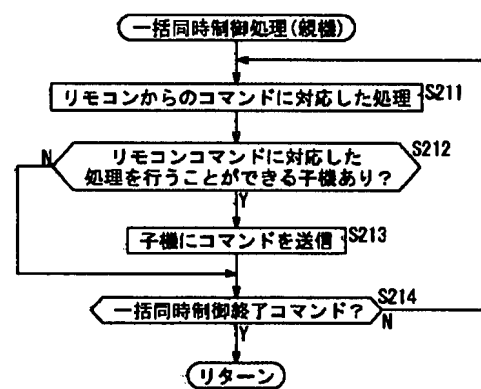 一括同時制御処理(親機)
リモコンからのコマンドに対応した処理
S211
リモコンコマンドに対応した
処理を行うことができる子機あり?
S212
N
Y
子機にコマンドを送信
S213
一括同時制御終了コマンド?
S214
N
Y
リターン